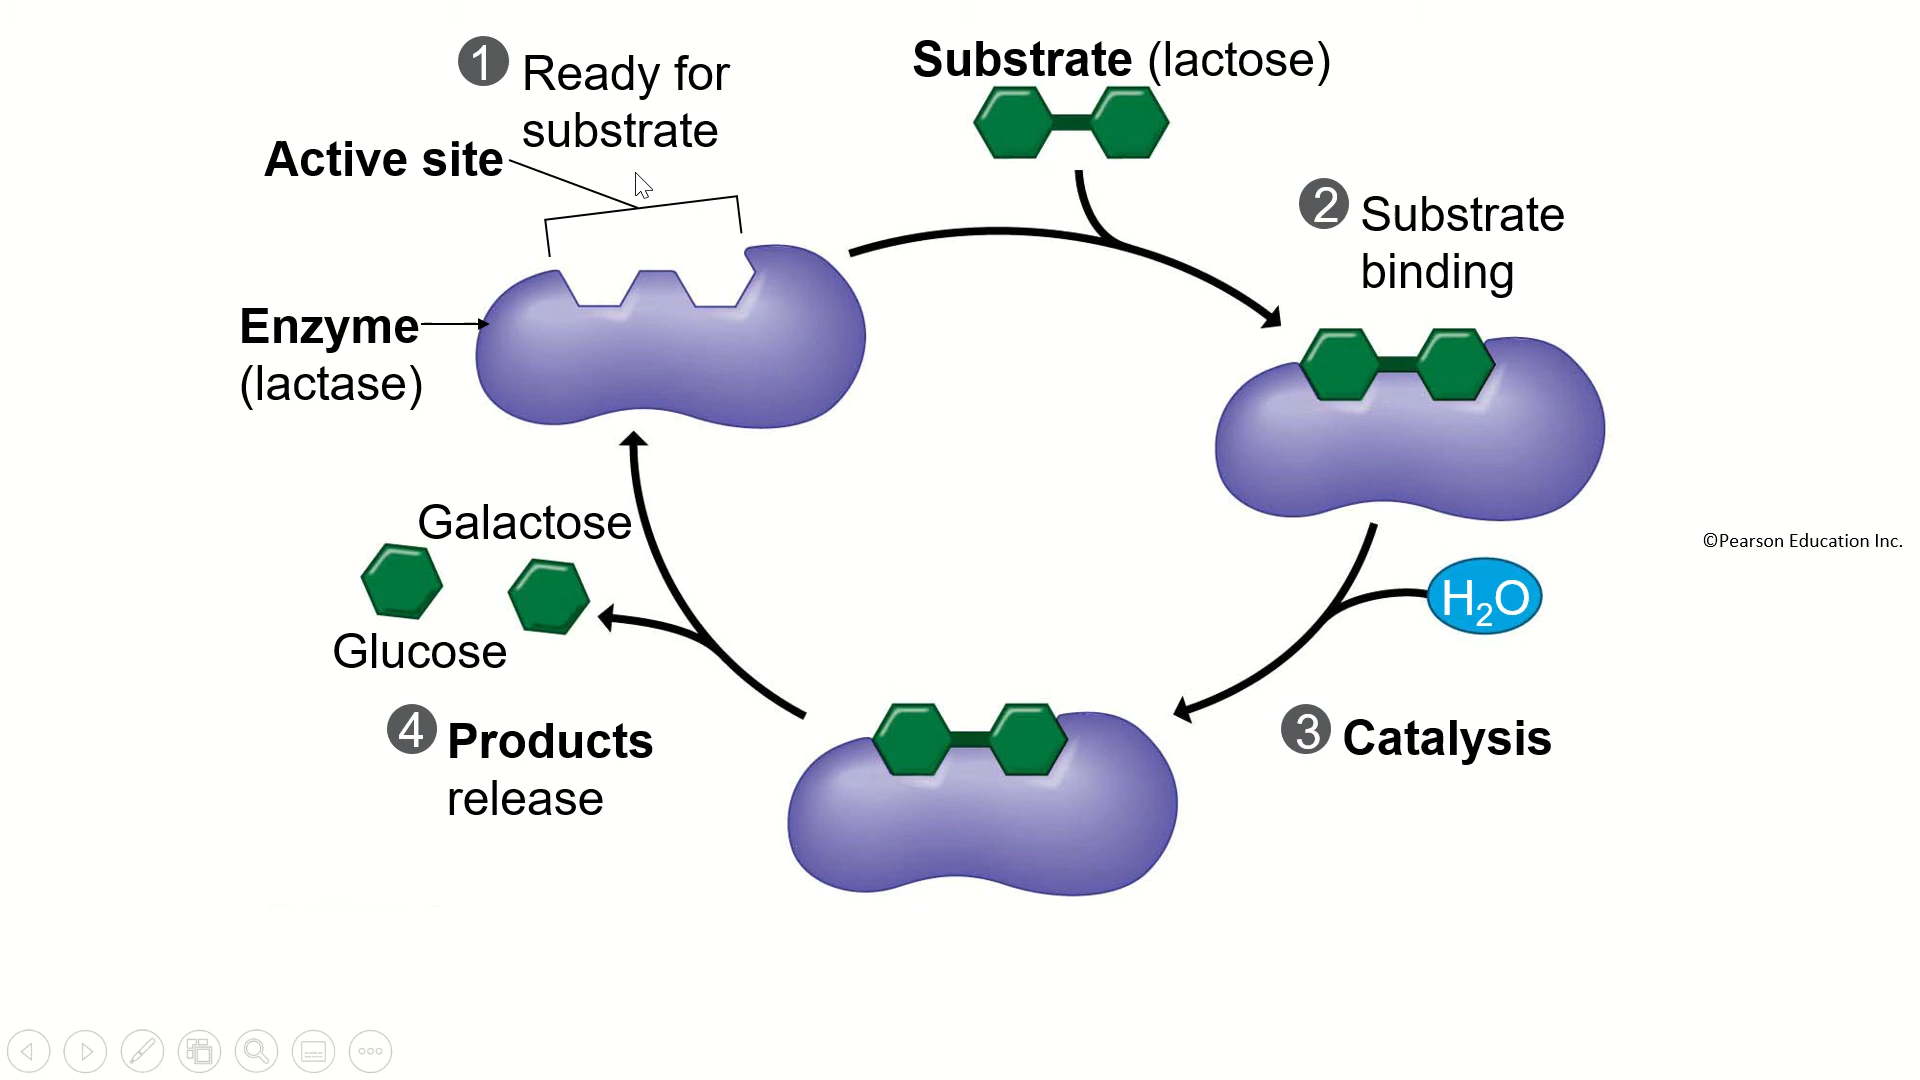 1 Ready for
substrate
Active site
Enzyme
(lactase)
Substrate (lactose)
2 Substrate
binding
H₂O
3 Catalysis
Galactose
Glucose
4 Products
release
©Pearson Education Inc.